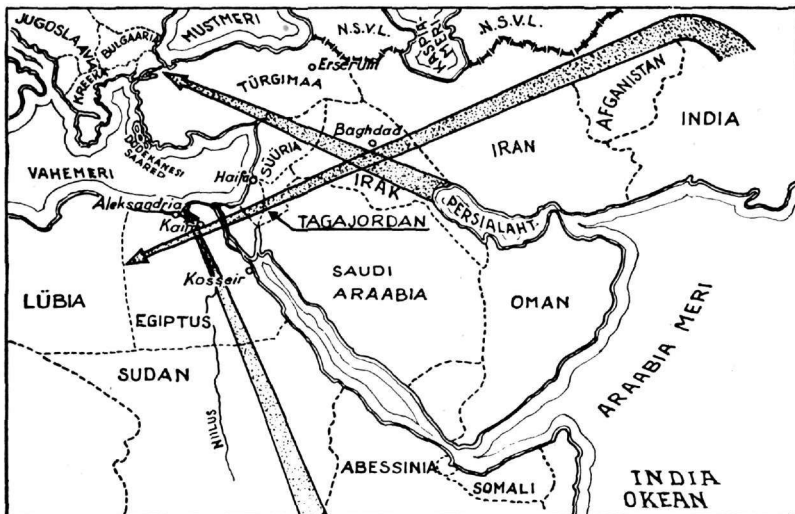 JUGOSLAAVIA
BULGAARIA
KREEKA
MUSTMERI
N.S.V.L.
KASPIA
MERI
N.S.V.L.
Erserum
TÜRGIMAA
AFGANISTAN
INDIA
DODEKANESI
SAARED
Baghdad
IRAN
VAHEMERI
Haifa
SÜÜRIA
IRAK
Aleksandria
Kairo
TAGAJORDAN
PERSIALAHT.
Kosseir
SAUDI
ARAABIA
OMAN
LÜBIA
EGIPTUS
ARAABIA MERI
SUDAN
NIILUS
ABESSINIA
SOMALI
INDIA
OKEAN